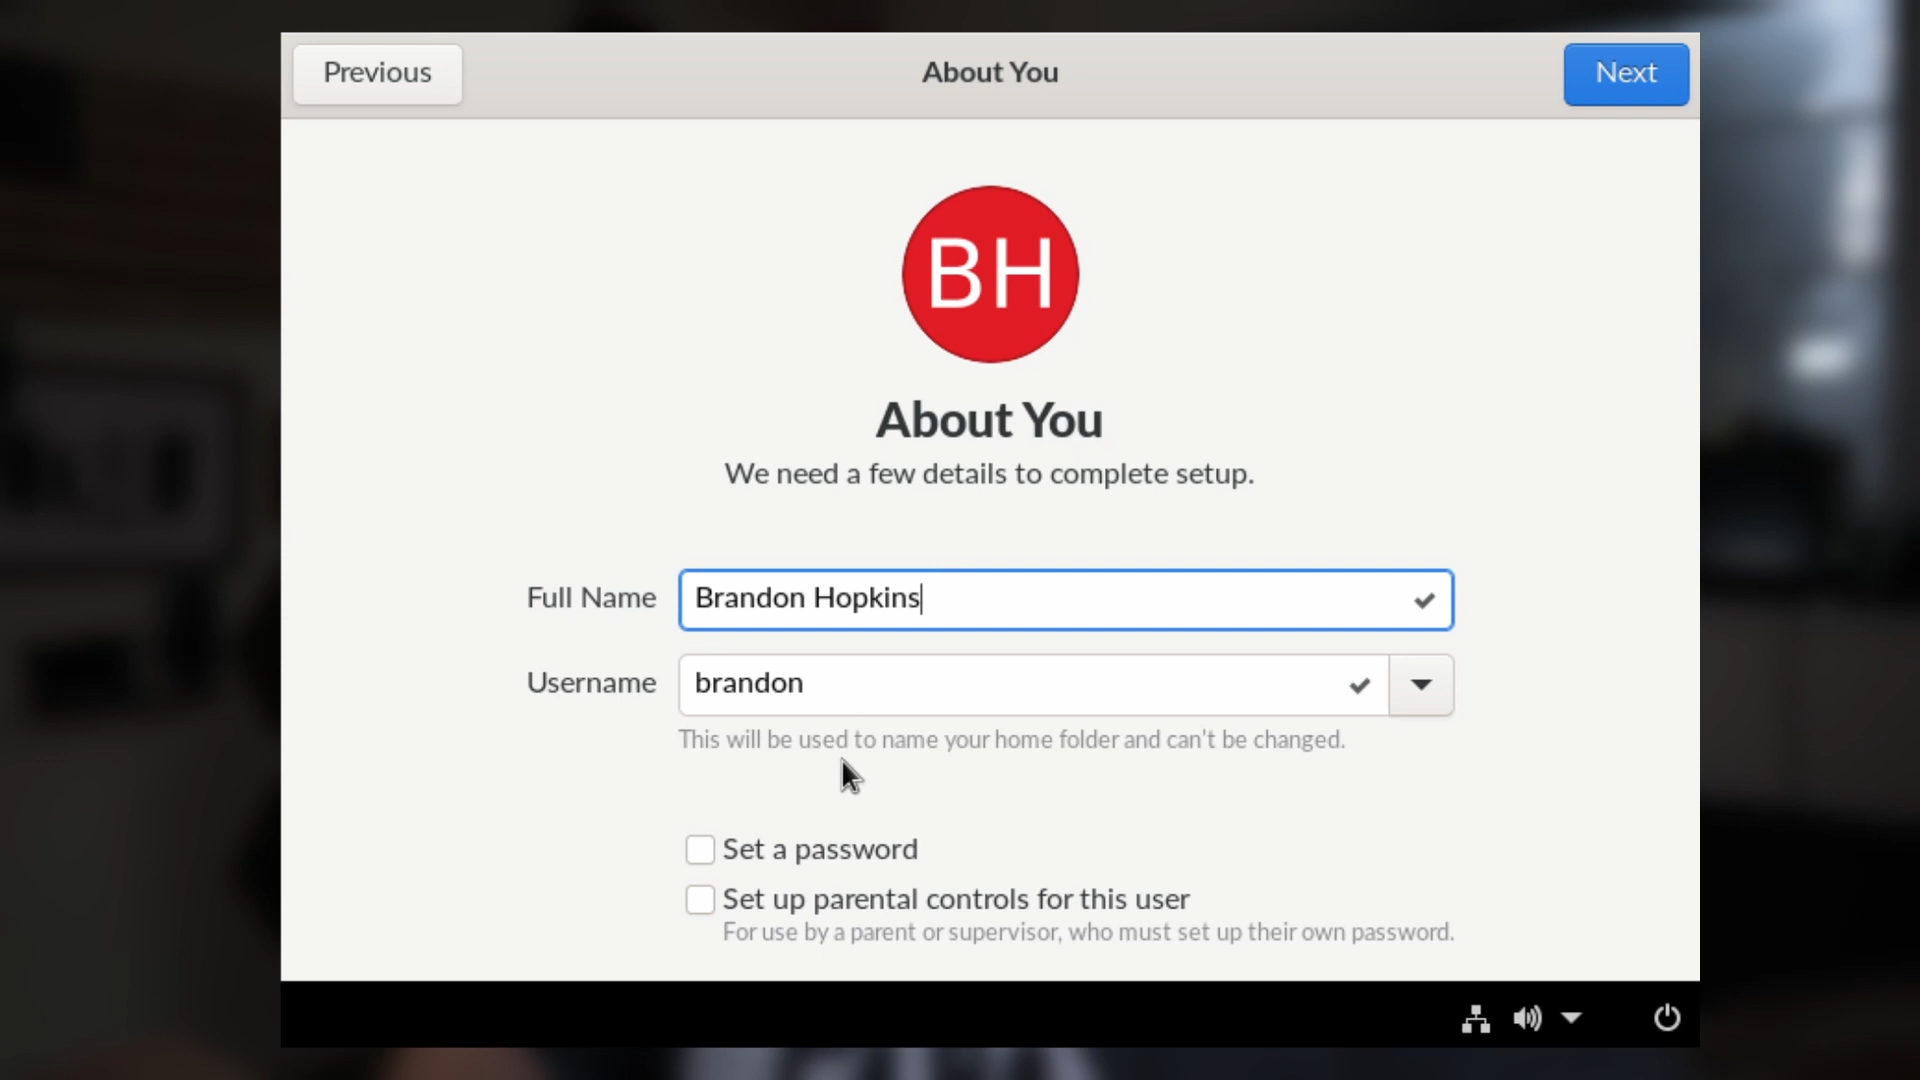 Previous
About You
Next
BH
About You
We need a few details to complete setup.
Full Name
Brandon Hopkins
Username
brandon
This will be used to name your home folder and can't be changed.
Set a password
Set up parental controls for this user
For use by a parent or supervisor, who must set up their own password.